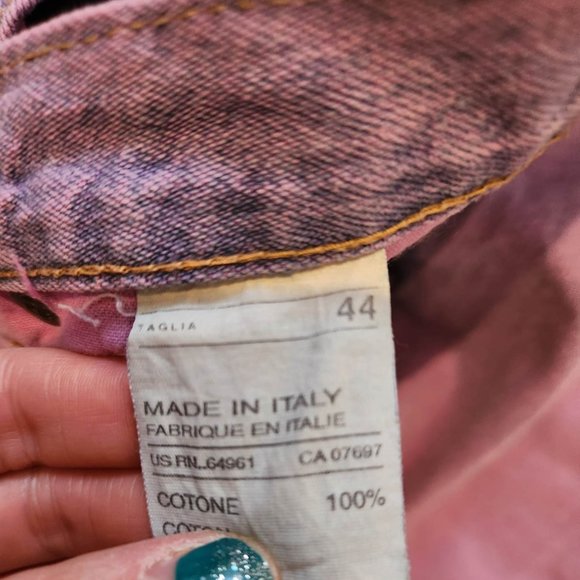 44
TAGLIA
MADE IN ITALY
FABRIQUE EN ITALIE
US RN..64961 CA 07697
COTONE 100%